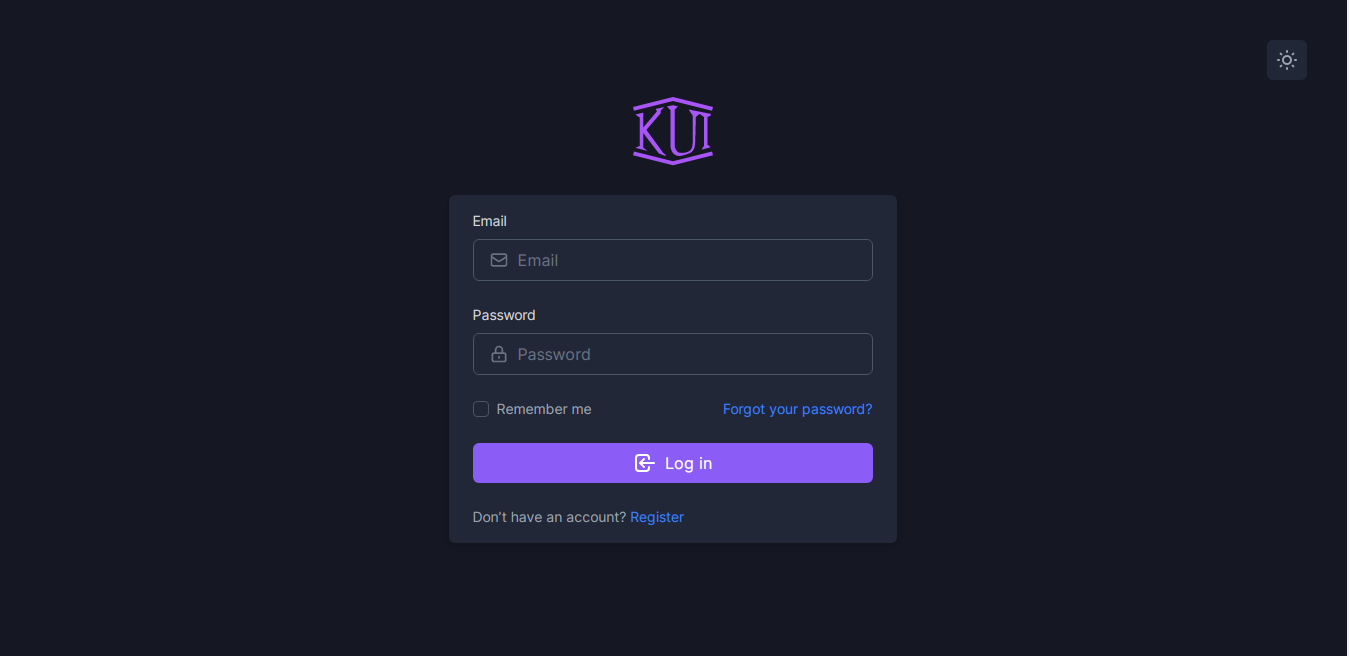 KUI
Email
Email
Password
Password
Remember me Forgot your password?
Log in
Don't have an account? Register